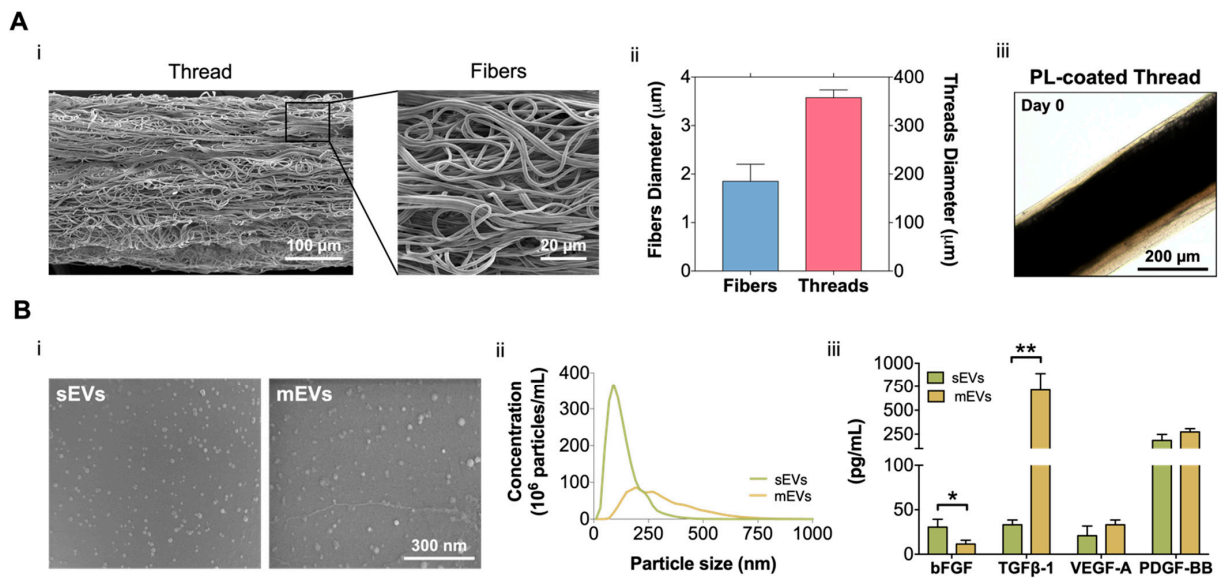 A
i
Thread
Fibers
100 μm
20 μm
ii
Fibers Diameter (μm)
4
3
2
1
0
Threads Diameter (μm)
400
300
200
100
0
Fibers
Threads
iii
PL-coated Thread
Day 0
200 μm
B
i
sEVs
mEVs
300 nm
ii
Concentration
(10⁶ particles/mL)
400
300
200
100
0
0
250
500
750
1000
Particle size (nm)
sEVs
mEVs
iii
(pg/mL)
1000
750
500
250
50
25
0
sEVs
mEVs
*
**
bFGF
TGFβ-1
VEGF-A
PDGF-BB